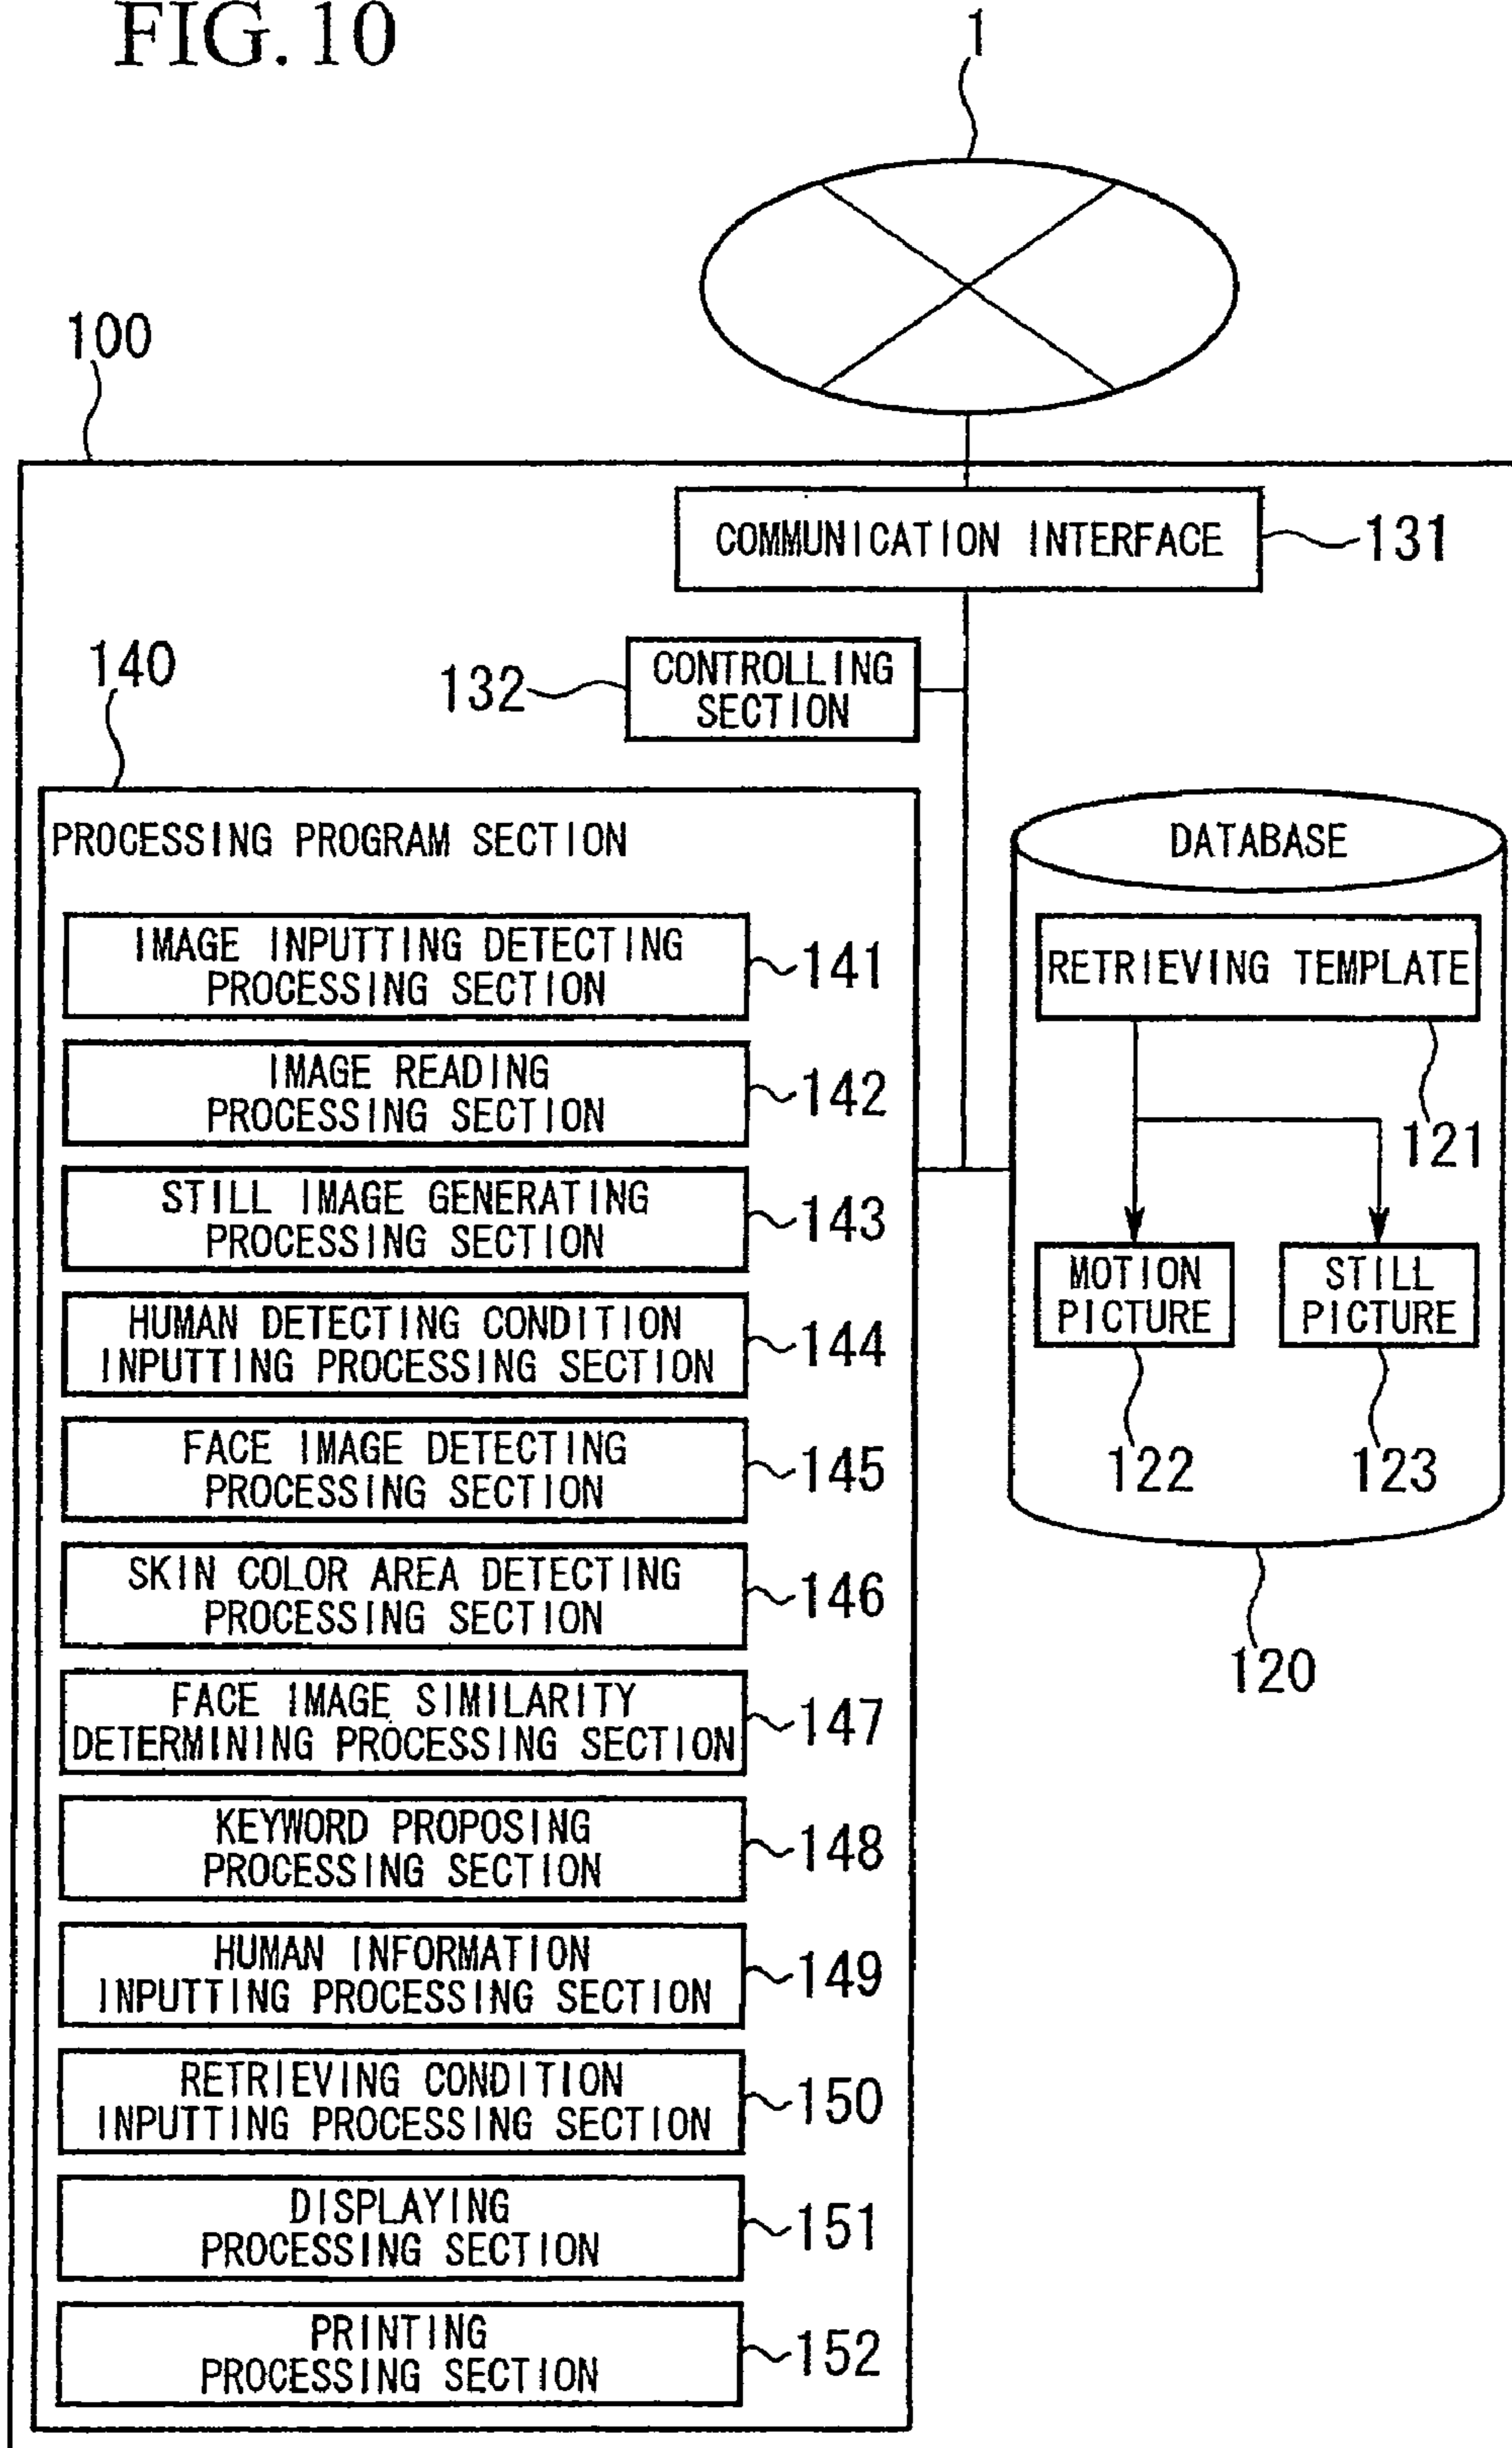 FIG. 10
1
100
COMMUNICATION INTERFACE
131
140
132
CONTROLLING
SECTION
PROCESSING PROGRAM SECTION
IMAGE INPUTTING DETECTING
PROCESSING SECTION
141
IMAGE READING
PROCESSING SECTION
142
STILL IMAGE GENERATING
PROCESSING SECTION
143
HUMAN DETECTING CONDITION
INPUTTING PROCESSING SECTION
144
FACE IMAGE DETECTING
PROCESSING SECTION
145
SKIN COLOR AREA DETECTING
PROCESSING SECTION
146
FACE IMAGE SIMILARITY
DETERMINING PROCESSING SECTION
147
KEYWORD PROPOSING
PROCESSING SECTION
148
HUMAN INFORMATION
INPUTTING PROCESSING SECTION
149
RETRIEVING CONDITION
INPUTTING PROCESSING SECTION
150
DISPLAYING
PROCESSING SECTION
151
PRINTING
PROCESSING SECTION
152
DATABASE
RETRIEVING TEMPLATE
121
MOTION
PICTURE
STILL
PICTURE
122
123
120